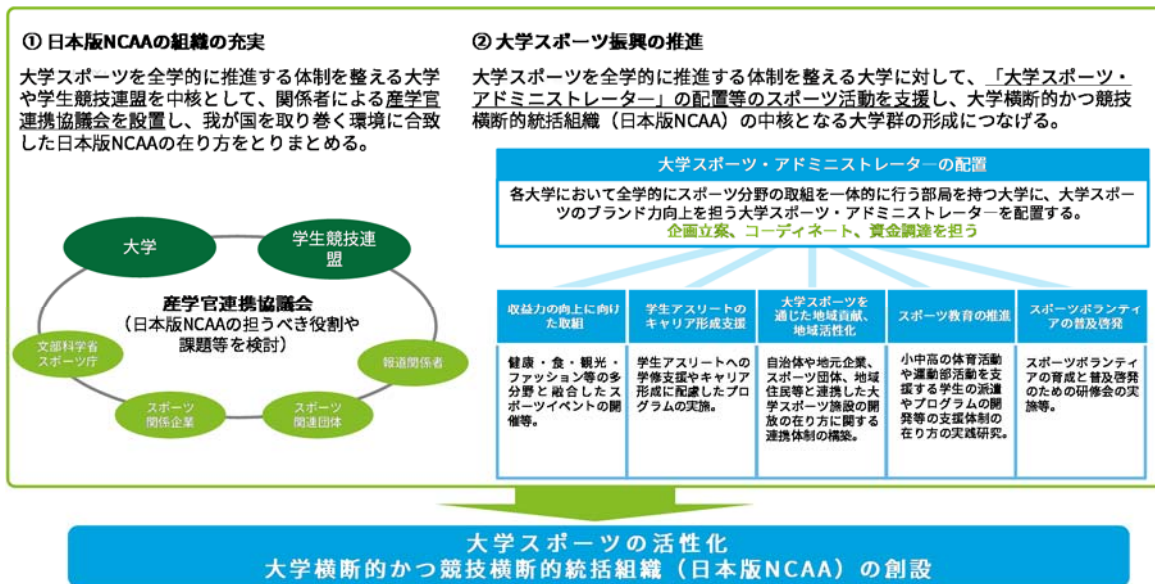 ① 日本版NCAAの組織の充実
大学スポーツを全学的に推進する体制を整える大学
や学生競技連盟を中核として、関係者による産学官
連携協議会を設置し、我が国を取り巻く環境に合致
した日本版NCAAの在り方をとりまとめる。
大学
学生競技連
盟
産学官連携協議会
(日本版NCAAの担うべき役割や
課題等を検討)
文部科学省
スポーツ庁
報道関係者
スポーツ
関係企業
スポーツ
関連団体
② 大学スポーツ振興の推進
大学スポーツを全学的に推進する体制を整える大学に対して、「大学スポーツ・
アドミニストレーター」の配置等のスポーツ活動を支援し、大学横断的かつ競技
横断的統括組織（日本版NCAA）の中核となる大学群の形成につなげる。
大学スポーツ・アドミニストレーターの配置
各大学において全学的にスポーツ分野の取組を一体的に行う部局を持つ大学に、大学スポー
ツのブランド力向上を担う大学スポーツ・アドミニストレーターを配置する。
企画立案、コーディネート、資金調達を担う
収益力の向上に向け
た取組
健康・食・観光・
ファッション等の多
分野と融合したス
ポーツイベントの開
催等。
学生アスリートの
キャリア形成支援
学生アスリートへの
学修支援やキャリア
形成に配慮したプロ
グラムの実施。
大学スポーツを
通じた地域貢献、
地域活性化
自治体や地元企業、
スポーツ団体、地域
住民等と連携した大
学スポーツ施設の開
放の在り方に関する
連携体制の構築。
スポーツ教育の推進
小中高の体育活動
や運動部活動を支
援する学生の派遣
やプログラムの開
発等の支援体制の
在り方の実践研究。
スポーツボランティ
アの普及啓発
スポーツボランティ
アの育成と普及啓発
のための研修会の実
施等。
大学スポーツの活性化
大学横断的かつ競技横断的統括組織（日本版NCAA）の創設